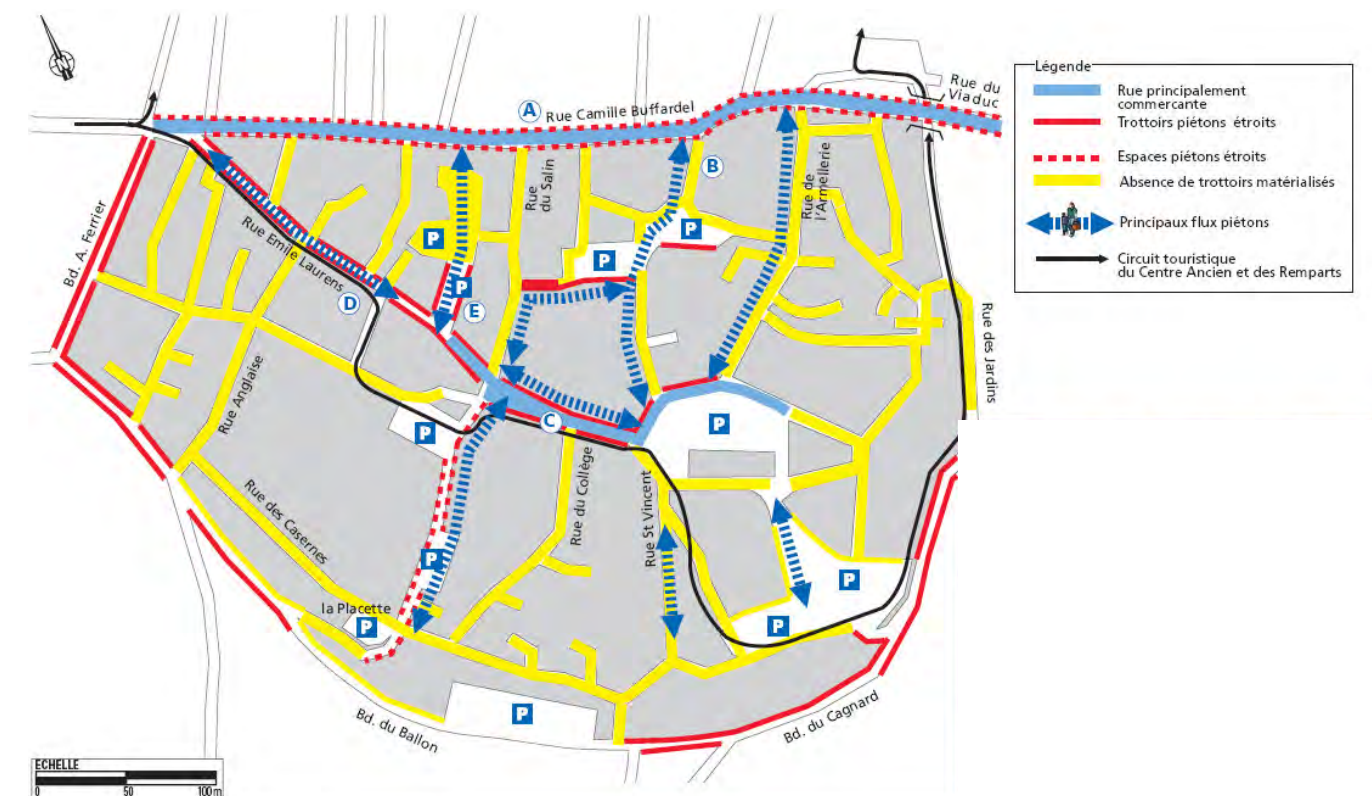 Légende
Rue principalement
commercante
Trottoirs piétons étroits
Espaces piétons étroits
Absence de trottoirs matérialisés
Principaux flux piétons
Circuit touristique
du Centre Ancien et des Remparts
Rue du
Viaduc
A
Rue Camille Buffardel
B
Rue
du Salin
Rue de
l'Armellerie
Bd. A. Ferrier
Rue Emile Laurens
P
P
P
P
D
E
Rue des Jardins
Rue Anglaise
C
P
P
Rue des Casernes
Rue du Collège
Rue St Vincent
P
P
la Placette
P
P
Bd. du Ballon
P
Bd. du Cagnard
ECHELLE
0
50
100 m